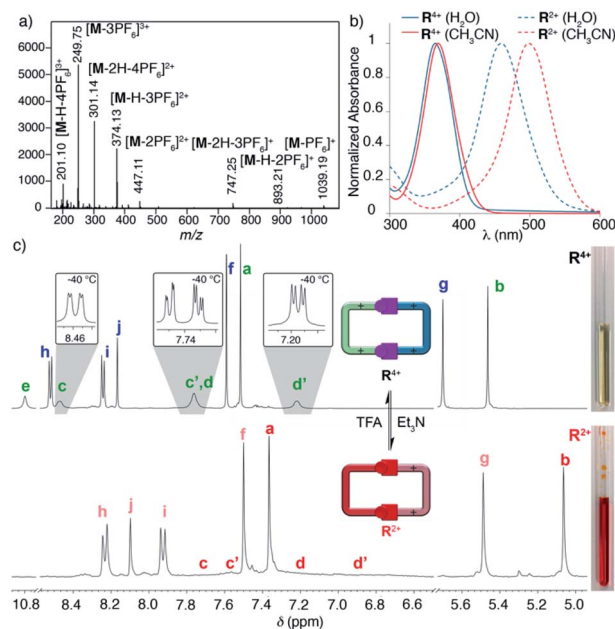 a)
[M-H-4PF6]3+
201.10
249.75
[M-3PF6]3+
301.14
[M-2H-4PF6]2+
374.13
[M-H-3PF6]2+
447.11
[M-2PF6]2+
[M-2H-3PF6]+
747.25
[M-H-2PF6]+
893.21
[M-PF6]+
1039.19
6000
5000
4000
3000
2000
1000
0
200 400 600 800 1000
m/z
b)
R4+ (H2O)
R4+ (CH3CN)
R2+ (H2O)
R2+ (CH3CN)
Normalized Absorbance
1
0.8
0.6
0.4
0.2
0
300 400 500 600
λ (nm)
c)
-40 °C
8.46
-40 °C
7.74
-40 °C
7.20
e h c i j c',d f a d' g b
R4+
R4+
TFA Et3N
R2+
R2+
h j i c c' f a d d' g b
10.8 8.4 8.2 8.0 7.8 7.6 7.4 7.2 7.0 6.8 6.6 5.6 5.4 5.2 5.0
δ (ppm)